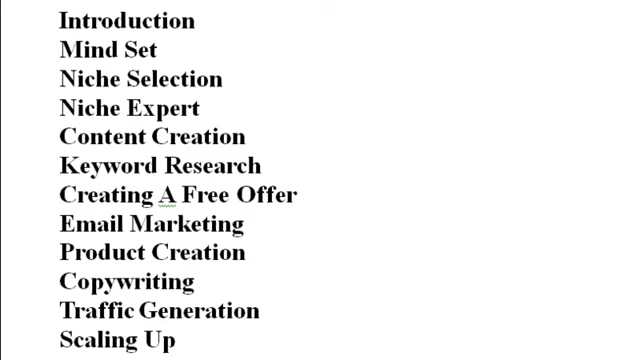 Introduction
Mind Set
Niche Selection
Niche Expert
Content Creation
Keyword Research
Creating A Free Offer
Email Marketing
Product Creation
Copywriting
Traffic Generation
Scaling Up